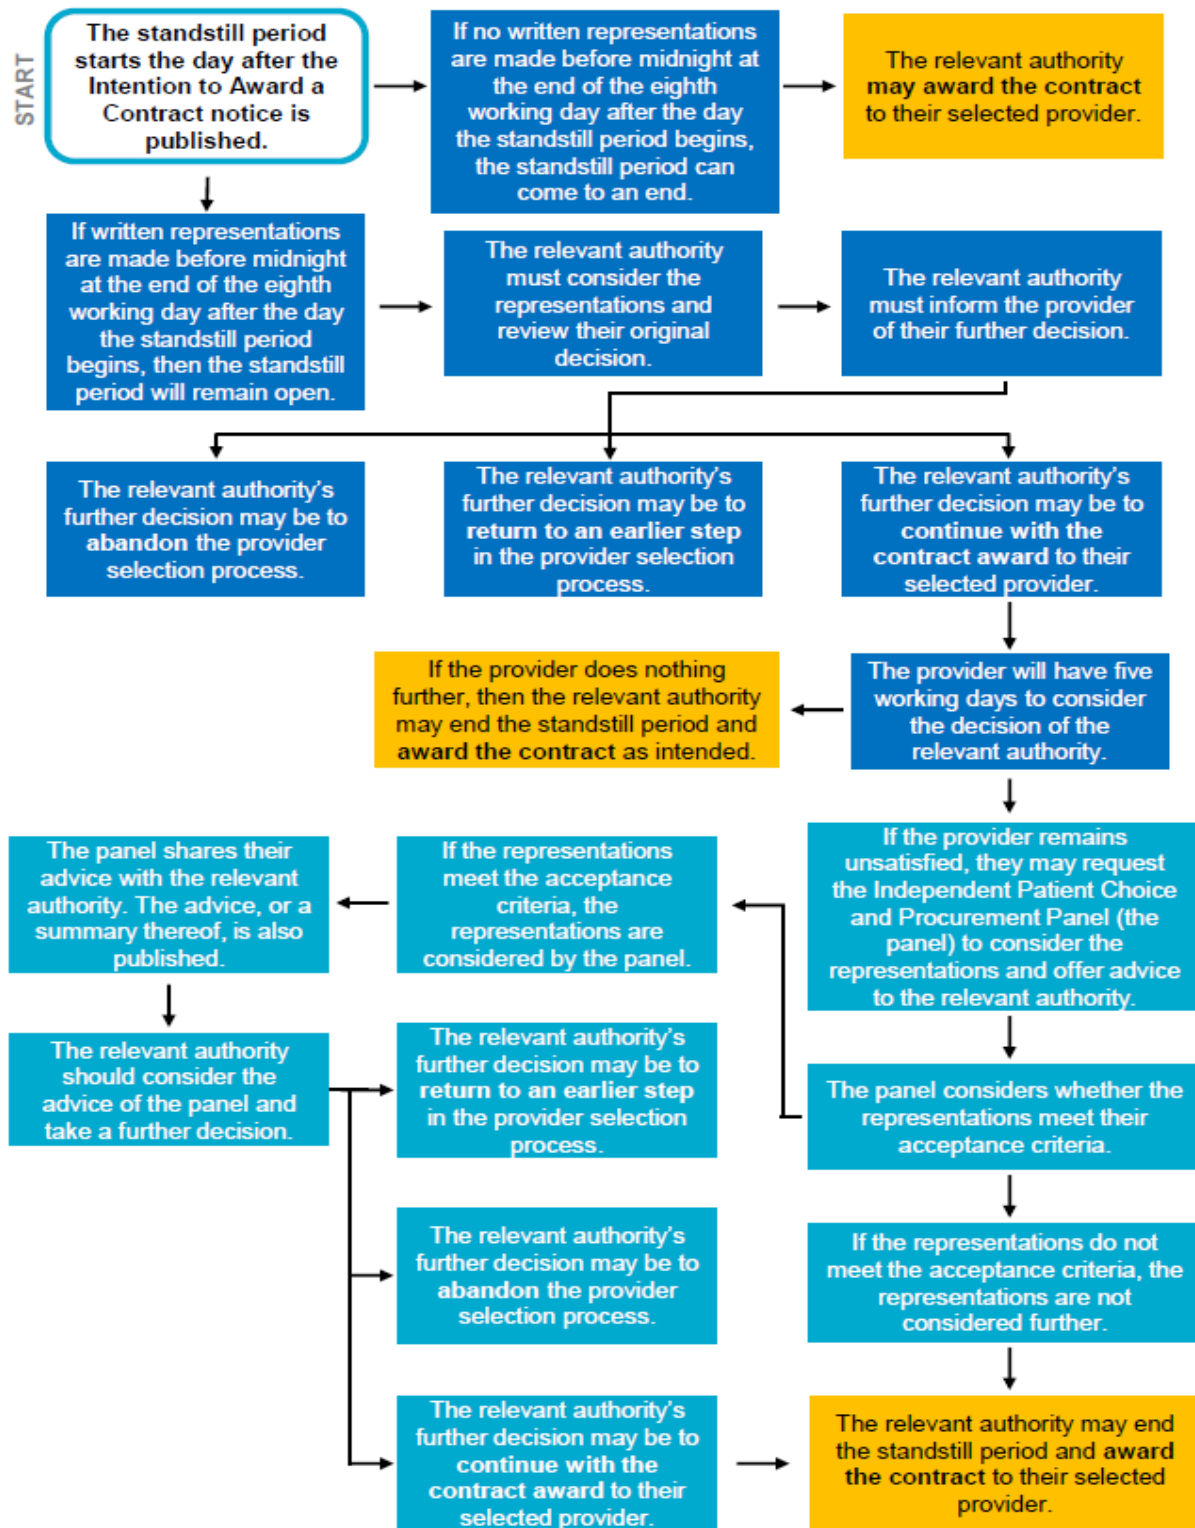 START
The standstill period
starts the day after the
Intention to Award a
Contract notice is
published.
If no written representations
are made before midnight at
the end of the eighth
working day after the day
the standstill period begins,
the standstill period can
come to an end.
The relevant authority
may award the contract
to their selected provider.
If written representations
are made before midnight
at the end of the eighth
working day after the day
the standstill period
begins, then the standstill
period will remain open.
The relevant authority
must consider the
representations and
review their original
decision.
The relevant authority
must inform the provider
of their further decision.
The relevant authority's
further decision may be to
abandon the provider
selection process.
The relevant authority's
further decision may be to
return to an earlier step
in the provider selection
process.
The relevant authority's
further decision may be to
continue with the
contract award to their
selected provider.
If the provider does nothing
further, then the relevant authority
may end the standstill period and
award the contract as intended.
The provider will have five
working days to consider
the decision of the
relevant authority.
The panel shares their
advice with the relevant
authority. The advice, or a
summary thereof, is also
published.
If the representations
meet the acceptance
criteria, the
representations are
considered by the panel.
If the provider remains
unsatisfied, they may request
the Independent Patient Choice
and Procurement Panel (the
panel) to consider the
representations and offer advice
to the relevant authority.
The relevant authority
should consider the
advice of the panel and
take a further decision.
The relevant authority's
further decision may be to
return to an earlier step
in the provider selection
process.
The panel considers whether the
representations meet their
acceptance criteria.
The relevant authority's
further decision may be to
abandon the provider
selection process.
If the representations do not
meet the acceptance criteria, the
representations are not
considered further.
The relevant authority's
further decision may be to
continue with the
contract award to their
selected provider.
The relevant authority may end
the standstill period and award
the contract to their selected
provider.